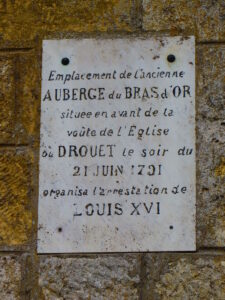 Emplacement de l'ancienne
AUBERGE du BRAS d'OR
située en avant de la
voûte de l'Eglise
où DROUET le soir du
21 JUIN 1791
organisa l'arrestation de
LOUIS XVI